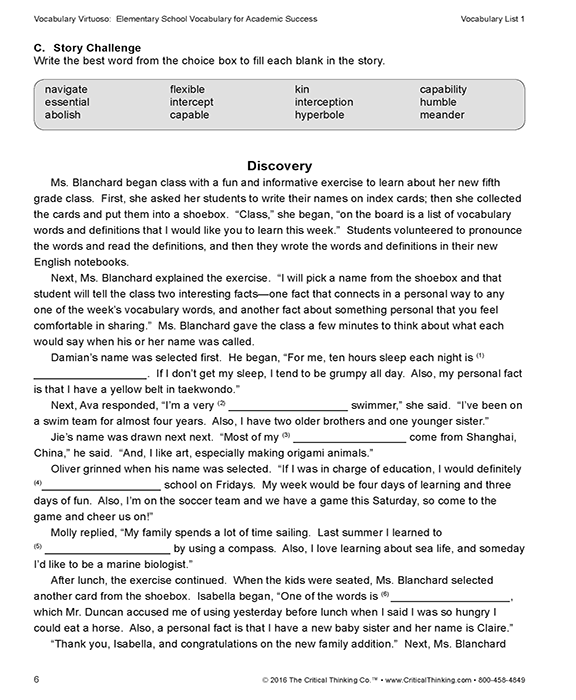 Vocabulary Virtuoso: Elementary School Vocabulary for Academic Success Vocabulary List 1
C. Story Challenge
Write the best word from the choice box to fill each blank in the story.
navigate flexible kin capability
essential intercept interception humble
abolish capable hyperbole meander
Discovery
Ms. Blanchard began class with a fun and informative exercise to learn about her new fifth
grade class. First, she asked her students to write their names on index cards; then she collected
the cards and put them into a shoebox. “Class,” she began, “on the board is a list of vocabulary
words and definitions that I would like you to learn this week.” Students volunteered to pronounce
the words and read the definitions, and then they wrote the words and definitions in their new
English notebooks.
Next, Ms. Blanchard explained the exercise. “I will pick a name from the shoebox and that
student will tell the class two interesting facts—one fact that connects in a personal way to any
one of the week’s vocabulary words, and another fact about something personal that you feel
comfortable in sharing.” Ms. Blanchard gave the class a few minutes to think about what each
would say when his or her name was called.
Damian’s name was selected first. He began, “For me, ten hours sleep each night is (1)
____________________. If I don’t get my sleep, I tend to be grumpy all day. Also, my personal fact
is that I have a yellow belt in taekwondo.”
Next, Ava responded, “I’m a very (2) ____________________ swimmer,” she said. “I’ve been on
a swim team for almost four years. Also, I have two older brothers and one younger sister.”
Jie’s name was drawn next next. “Most of my (3) ____________________ come from Shanghai,
China,” he said. “And, I like art, especially making origami animals.”
Oliver grinned when his name was selected. “If I was in charge of education, I would definitely
(4)____________________ school on Fridays. My week would be four days of learning and three
days of fun. Also, I’m on the soccer team and we have a game this Saturday, so come to the
game and cheer us on!”
Molly replied, “My family spends a lot of time sailing. Last summer I learned to
(5) ____________________ by using a compass. Also, I love learning about sea life, and someday
I’d like to be a marine biologist.”
After lunch, the exercise continued. When the kids were seated, Ms. Blanchard selected
another card from the shoebox. Isabella began, “One of the words is (6) ____________________,
which Mr. Duncan accused me of using yesterday before lunch when I said I was so hungry I
could eat a horse. Also, a personal fact is that I have a new baby sister and her name is Claire.”
“Thank you, Isabella, and congratulations on the new family addition.” Next, Ms. Blanchard
6 © 2016 The Critical Thinking Co.™ • www.CriticalThinking.com • 800-458-4849